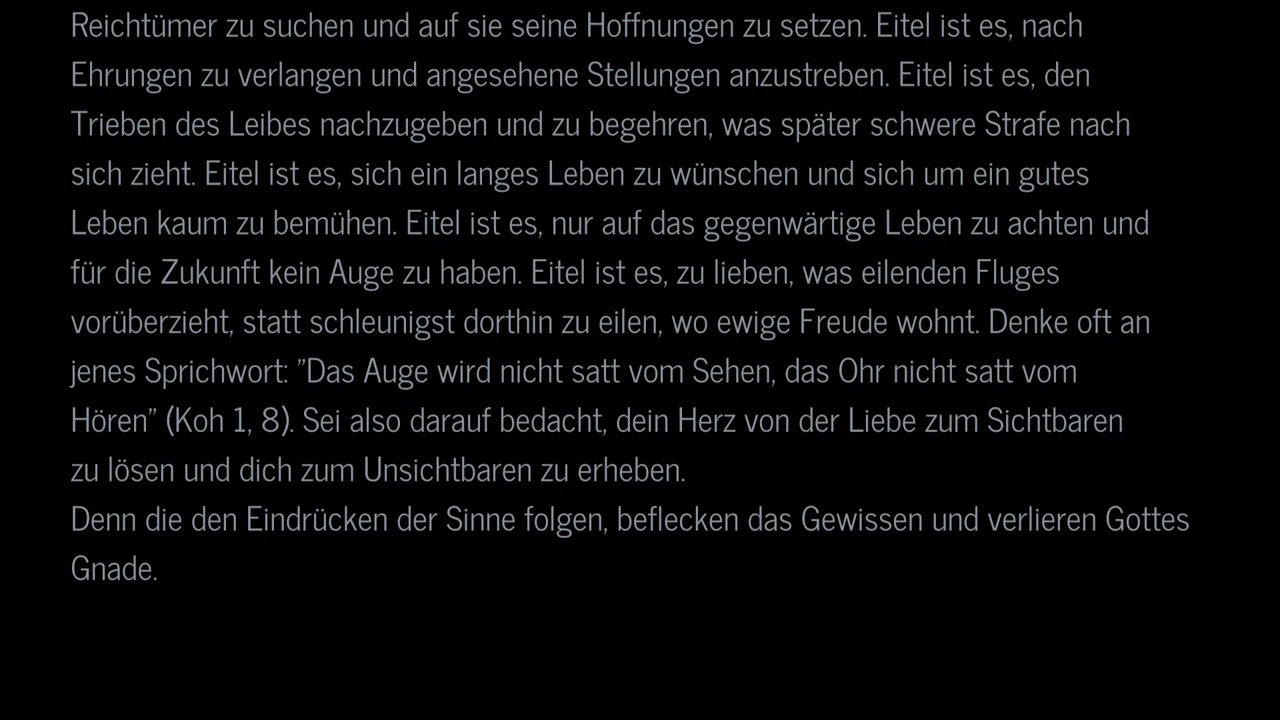 Reichtümer zu suchen und auf sie seine Hoffnungen zu setzen. Eitel ist es, nach
Ehrungen zu verlangen und angesehene Stellungen anzustreben. Eitel ist es, den
Trieben des Leibes nachzugeben und zu begehren, was später schwere Strafe nach
sich zieht. Eitel ist es, sich ein langes Leben zu wünschen und sich um ein gutes
Leben kaum zu bemühen. Eitel ist es, nur auf das gegenwärtige Leben zu achten und
für die Zukunft kein Auge zu haben. Eitel ist es, zu lieben, was eilenden Fluges
vorüberzieht, statt schleunigst dorthin zu eilen, wo ewige Freude wohnt. Denke oft an
jenes Sprichwort: ”Das Auge wird nicht satt vom Sehen, das Ohr nicht satt vom
Hören” (Koh 1, 8). Sei also darauf bedacht, dein Herz von der Liebe zum Sichtbaren
zu lösen und dich zum Unsichtbaren zu erheben.
Denn die den Eindrücken der Sinne folgen, beflecken das Gewissen und verlieren Gottes
Gnade.